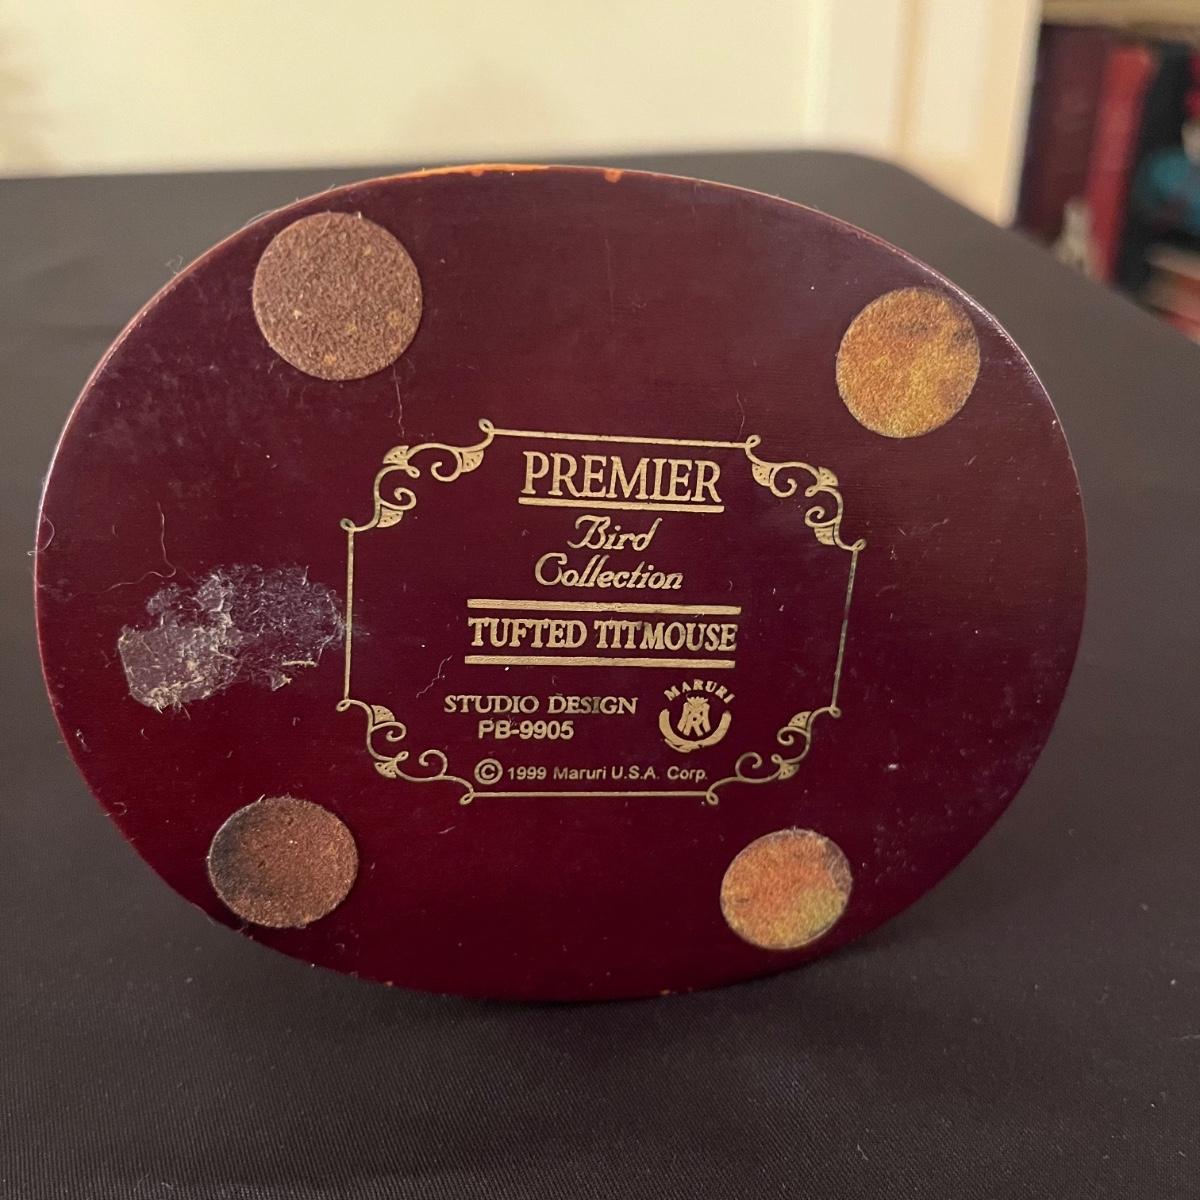 PREMIER
Bird
Collection
TUFTED TITMOUSE
STUDIO DESIGN
PB-9905
MARURI
© 1999 Maruri U.S.A. Corp.